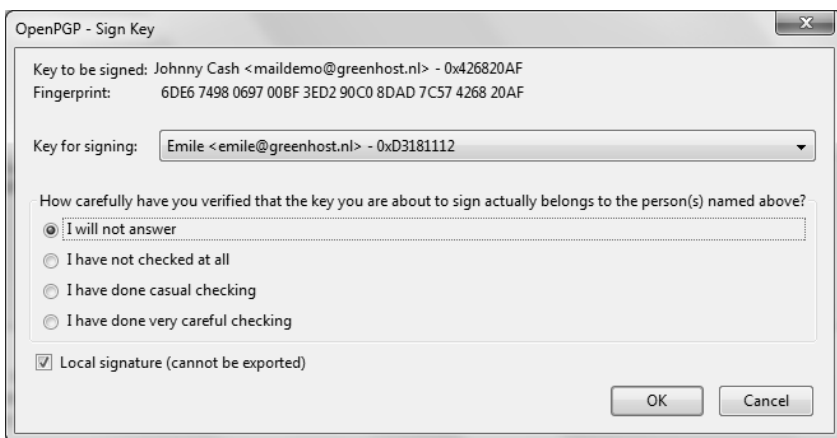 OpenPGP - Sign Key
Key to be signed: Johnny Cash <maildemo@greenhost.nl> - 0x426820AF
Fingerprint: 6DE6 7498 0697 00BF 3ED2 90C0 8DAD 7C57 4268 20AF
Key for signing: Emile <emile@greenhost.nl> - 0xD3181112
How carefully have you verified that the key you are about to sign actually belongs to the person(s) named above?
I will not answer
I have not checked at all
I have done casual checking
I have done very careful checking
Local signature (cannot be exported)
OK Cancel